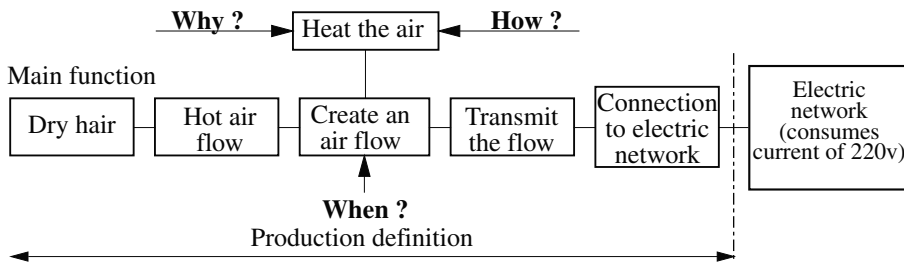 Why ?
Heat the air
How ?
Main function
Dry hair
Hot air
flow
Create an
air flow
Transmit
the flow
Connection
to electric
network
Electric
network
(consumes
current of 220v)
When ?
Production definition